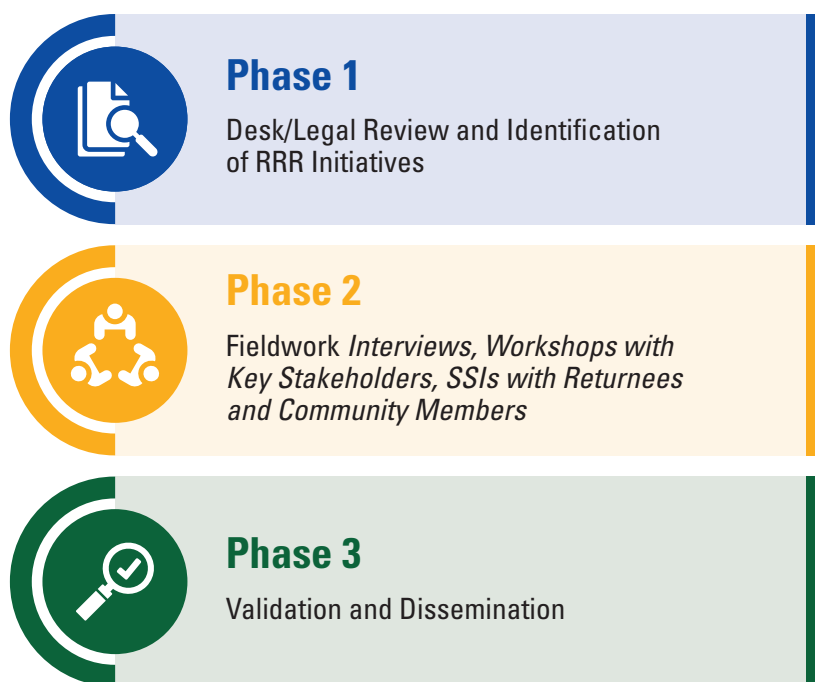 Phase 1
Desk/Legal Review and Identification
of RRR Initiatives
Phase 2
Fieldwork Interviews, Workshops with
Key Stakeholders, SSIs with Returnees
and Community Members
Phase 3
Validation and Dissemination